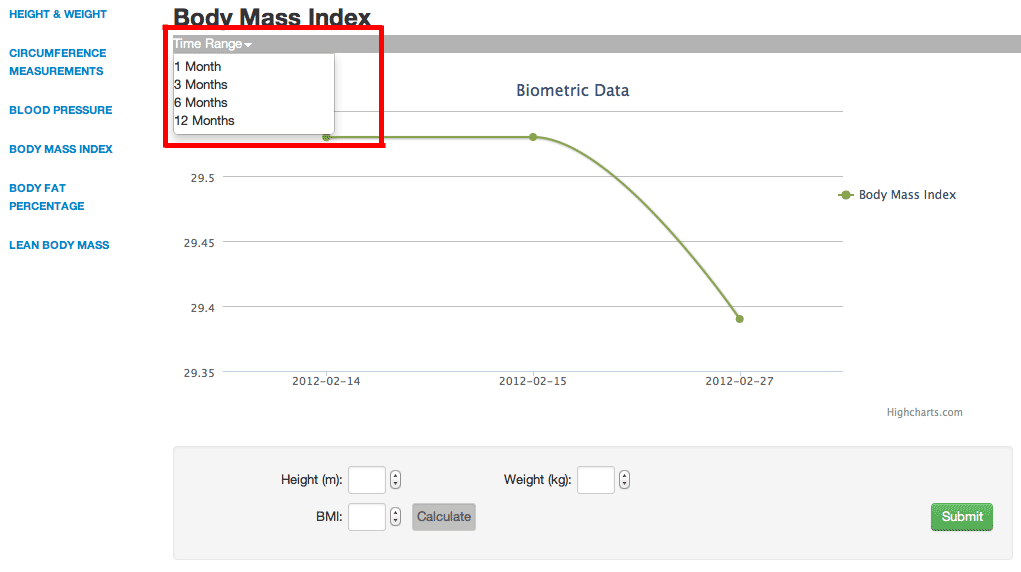 HEIGHT & WEIGHT
CIRCUMFERENCE
MEASUREMENTS
BLOOD PRESSURE
BODY MASS INDEX
BODY FAT
PERCENTAGE
LEAN BODY MASS
Body Mass Index
Time Range
1 Month
3 Months
6 Months
12 Months
Biometric Data
29.5
29.45
29.4
29.35
2012-02-14 2012-02-15 2012-02-27
Body Mass Index
Highcharts.com
Height (m): Weight (kg):
BMI: Calculate Submit